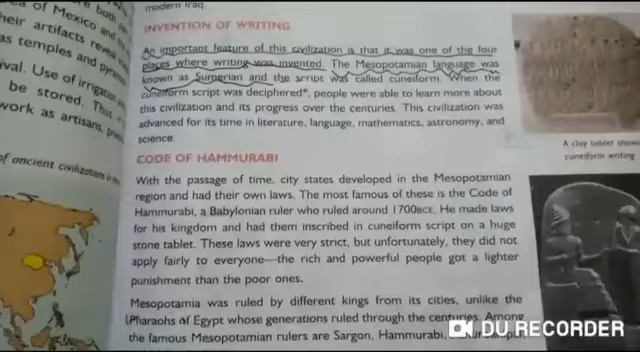 modern Iraq.
INVENTION OF WRITING
An important feature of this civilization is that it was one of the four
places where writing was invented. The Mesopotamian language was
known as Sumerian and the script was called cuneiform. When the
cuneiform script was deciphered*, people were able to learn more about
this civilization and its progress over the centuries. This civilization was
advanced for its time in literature, language, mathematics, astronomy, and
science.
CODE OF HAMMURABI
With the passage of time, city states developed in the Mesopotamian
region and had their own laws. The most famous of these is the Code of
Hammurabi, a Babylonian ruler who ruled around 1700BCE. He made laws
for his kingdom and had them inscribed in cuneiform script on a huge
stone tablet. These laws were very strict, but unfortunately, they did not
apply fairly to everyone—the rich and powerful people got a lighter
punishment than the poor ones.
Mesopotamia was ruled by different kings from its cities, unlike the
Pharaohs of Egypt whose generations ruled through the centuries. Among
the famous Mesopotamian rulers are Sargon, Hammurabi,
of Mexico and
their artifacts reveal
as temples and
ival. Use of irrigat
be stored. Thus
work as artisans,
of ancient civilizations in
A clay tablet show
cuneiform writing
DU RECORDER